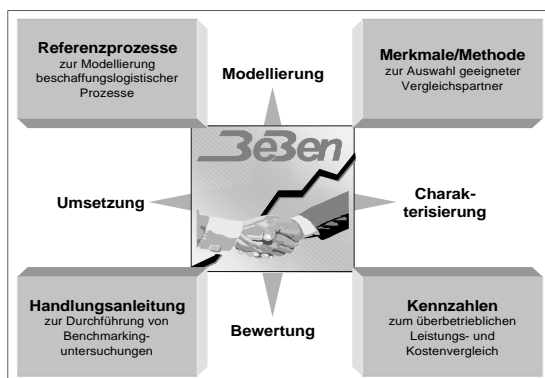 Referenzprozesse
zur Modellierung
beschaffungslogistischer
Prozesse
Modellierung
Merkmale/Methode
zur Auswahl geeigneter
Vergleichspartner
BeBen
Umsetzung
Charak-
terisierung
Handlungsanleitung
zur Durchführung von
Benchmarking-
untersuchungen
Bewertung
Kennzahlen
zum überbetrieblichen
Leistungs- und
Kostenvergleich